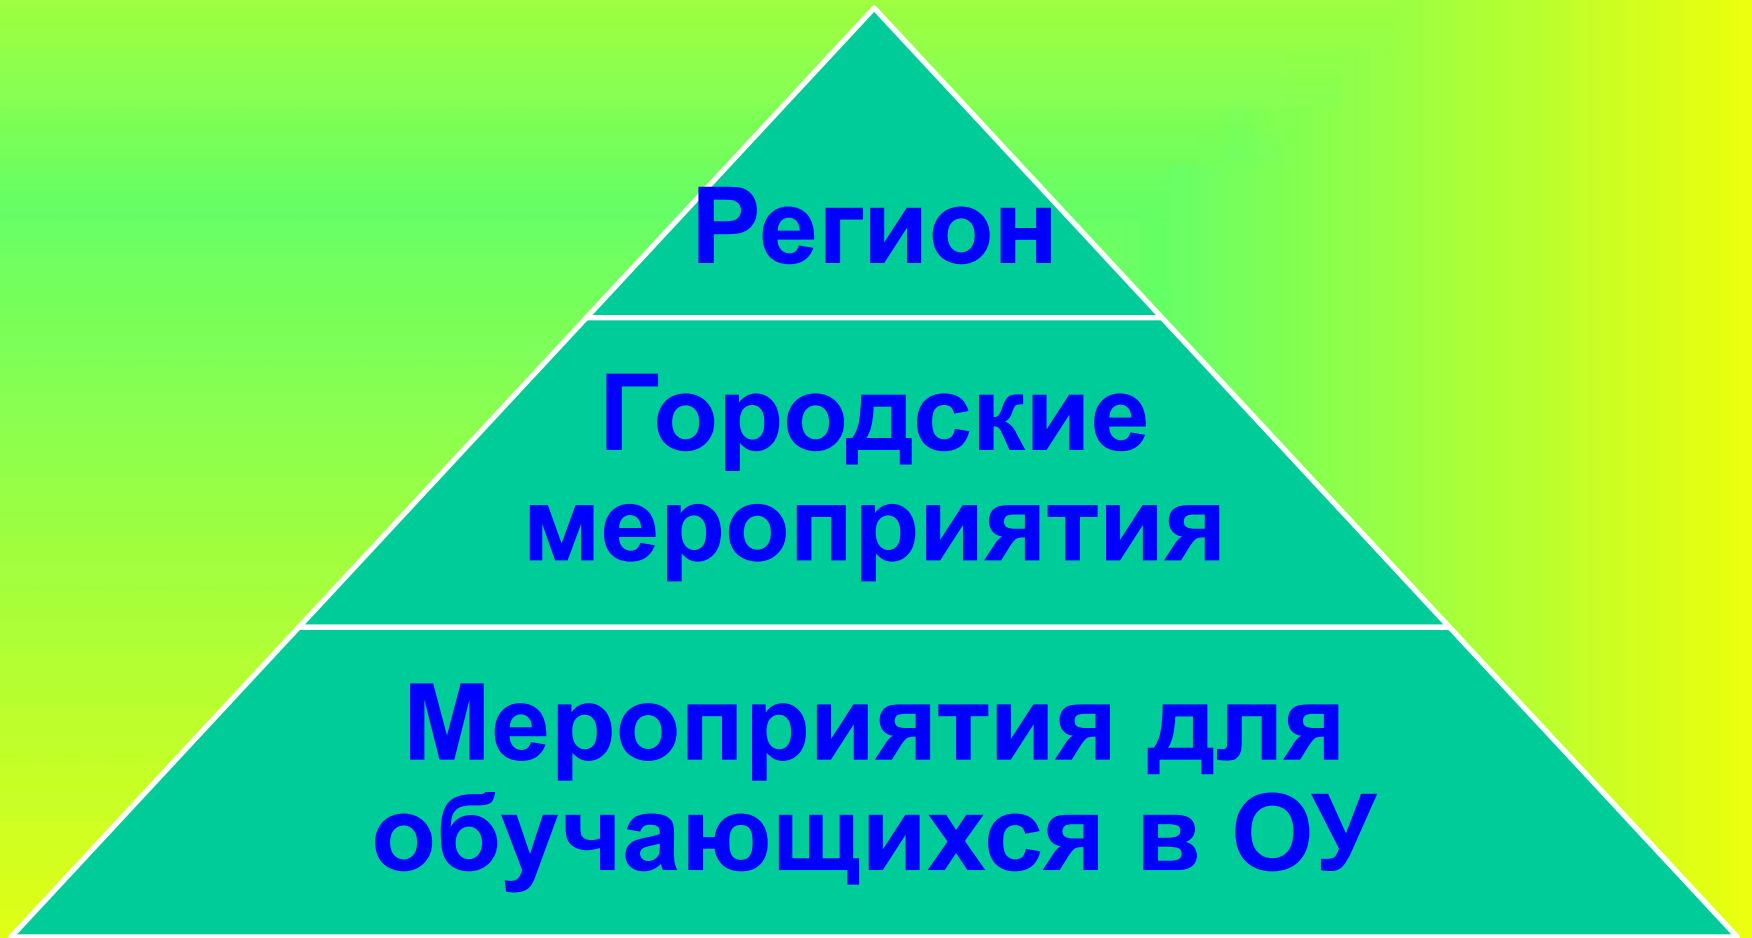 Регион
Городские
мероприятия
Мероприятия для
обучающихся в ОУ